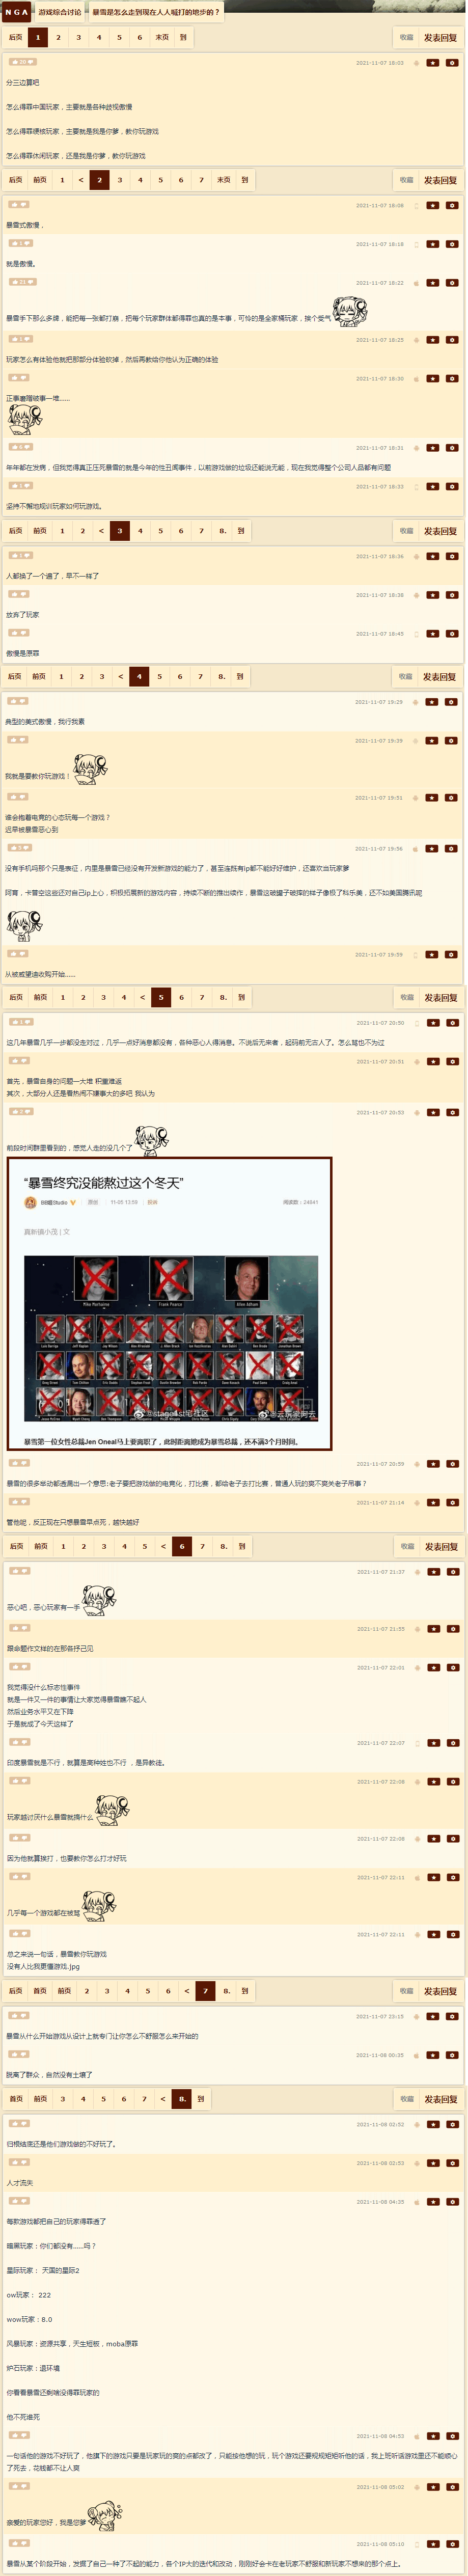 NGA 游戏综合讨论 暴雪是怎么走到现在人人喊打的地步的？
后页 1 2 3 4 5 6 末页 到 收藏 发表回复
20 2021-11-07 18:03
分三边算吧
怎么得罪中国玩家，主要就是各种歧视傲慢
怎么得罪硬核玩家，主要就是我是你爹，教你玩游戏
怎么得罪休闲玩家，还是我是你爹，教你玩游戏
后页 前页 1 < 2 3 4 5 6 7 末页 到 收藏 发表回复
2021-11-07 18:08
暴雪式傲慢，
1 2021-11-07 18:18
就是傲慢。
21 2021-11-07 18:22
暴雪手下那么多牌，能把每一张都打崩，把每个玩家群体都得罪也真的是本事，可怜的是全家桶玩家，挨个受气
1 2021-11-07 18:25
玩家怎么有体验他就把那部分体验砍掉，然后再教给你他认为正确的体验
2021-11-07 18:30
正事磨蹭破事一堆……
6 2021-11-07 18:31
年年都在发病，但我觉得真正压死暴雪的就是今年的性丑闻事件，以前游戏做的垃圾还能说无能，现在我觉得整个公司人品都有问题
1 2021-11-07 18:32
坚持不懈地规训玩家如何玩游戏。
后页 前页 1 2 < 3 4 5 6 7 8. 到 收藏 发表回复
1 2021-11-07 18:36
人都换了一个遍了，早不一样了
2021-11-07 18:38
放弃了玩家
2021-11-07 18:45
傲慢是原罪
后页 前页 1 2 3 < 4 5 6 7 8. 到 收藏 发表回复
2021-11-07 19:29
典型的美式傲慢，我行我素
2021-11-07 19:39
我就是要教你玩游戏！
2021-11-07 19:51
谁会抱着电竞的心态玩每一个游戏？
迟早被暴雪恶心到
5 2021-11-07 19:56
没有手机吗那个只是表征，内里是暴雪已经没有开发新游戏的能力了，甚至连既有ip都不能好好维护，还喜欢当玩家爹
阿育，卡普空这些还对自己ip上心，积极拓展新的游戏内容，持续不断的推出续作，暴雪这破罐子破摔的样子像极了科乐美，还不如美国腾讯呢
2021-11-07 19:59
从被威望迪收购开始……
后页 前页 1 2 3 4 < 5 6 7 8. 到 收藏 发表回复
1 2021-11-07 20:50
这几年暴雪几乎一步都没走对过，几乎一点好消息都没有，各种恶心人得消息。不说后无来者，起码前无古人了。怎么骂也不为过
2021-11-07 20:51
首先，暴雪自身的问题一大堆 积重难返
其次，大部分人还是看热闹不嫌事大的多吧 我认为
2 2021-11-07 20:53
前段时间群里看到的，感觉人走的没几个了
“暴雪终究没能熬过这个冬天”
11-05 13:59
Mike Morhaime Frank Pearce Allen Adham
@stage1st宅社区
暴雪第一位女性总裁Jen Oneal马上要离职了，此时距离她成为暴雪总裁，还不满3个月时间。
2021-11-07 20:59
暴雪的很多举动都透露出一个意思:老子要把游戏做的电竞化，打比赛，都给老子去打比赛，普通人玩的爽不爽关老子吊事？
2021-11-07 21:14
管他呢，反正现在只想暴雪早点死，越快越好
后页 前页 1 2 3 4 5 < 6 7 8. 到 收藏 发表回复
2021-11-07 21:37
恶心吧，恶心玩家有一手
2021-11-07 21:55
跟命题作文样的在那各抒己见
2021-11-07 22:01
我觉得没什么标志性事件
就是一件又一件的事情让大家觉得暴雪瞧不起人
然后业务水平又在下降
于是就成了今天这样了
2021-11-07 22:07
印度暴雪就是不行，就算是高种姓也不行，是异教徒。
2021-11-07 22:08
玩家越讨厌什么暴雪就搞什么
2021-11-07 22:08
因为他就算挨打，也要教你怎么打才好玩
2021-11-07 22:11
几乎每一个游戏都在被骂
2021-11-07 22:11
总之来说一句话，暴雪教你玩游戏
没有人比我更懂游戏.jpg
后页 首页 前页 2 3 4 5 6 < 7 8. 到 收藏 发表回复
2021-11-07 23:15
暴雪从什么开始游戏从设计上就专门让你怎么不舒服怎么来开始的
2021-11-08 00:35
脱离了群众，自然没有土壤了
首页 前页 3 4 5 6 7 < 8. 到 收藏 发表回复
2021-11-08 02:52
归根结底还是他们游戏做的不好玩了。
2021-11-08 02:53
人才流失
2021-11-08 04:35
每款游戏都把自己的玩家得罪透了
暗黑玩家：你们都没有……吗？
星际玩家： 天国的星际2
ow玩家： 222
wow玩家：8.0
风暴玩家：资源共享，天生短板，moba原罪
炉石玩家：退环境
你看看暴雪还剩啥没得罪玩家的
他不死谁死
2021-11-08 04:53
一句话他的游戏不好玩了，他旗下的游戏只要是玩家玩的爽的点都改了，只能按他想的玩，玩个游戏还要规规矩矩听他的话，我上班听话游戏里还不能顺心
了死去，花钱都不让人爽
2021-11-08 05:02
亲爱的玩家您好，我是您爹
2021-11-08 05:10
暴雪从某个阶段开始，发掘了自己一种了不起的能力，各个IP大的迭代和改动，刚刚好会卡在老玩家不舒服和新玩家不想来的那个点上。